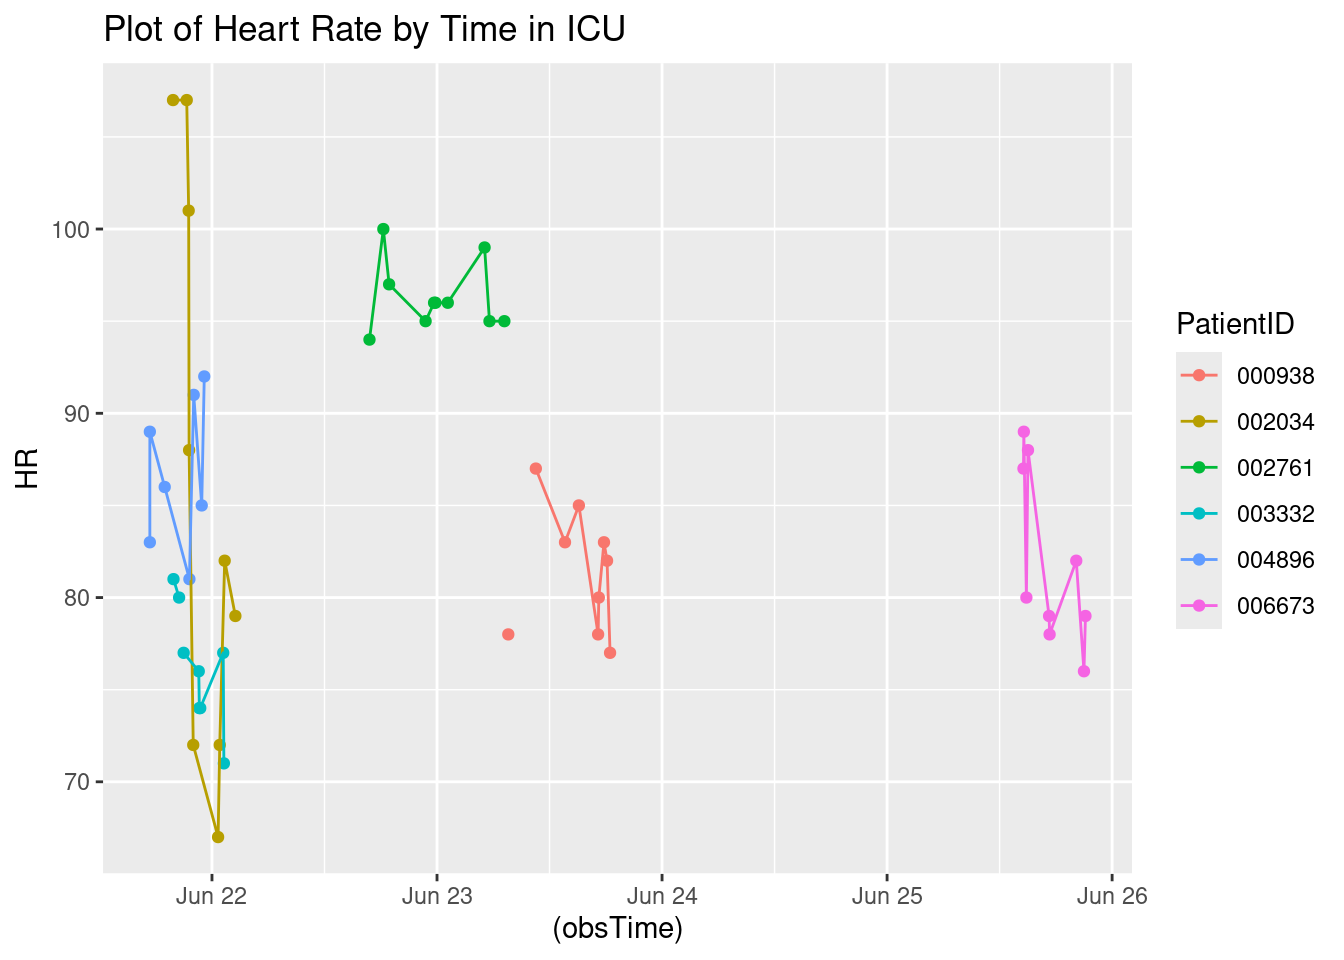 Plot of Heart Rate by Time in ICU
HR
100
90
80
70
Jun 22 Jun 23 Jun 24 Jun 25 Jun 26
(obsTime)
PatientID
000938
002034
002761
003332
004896
006673